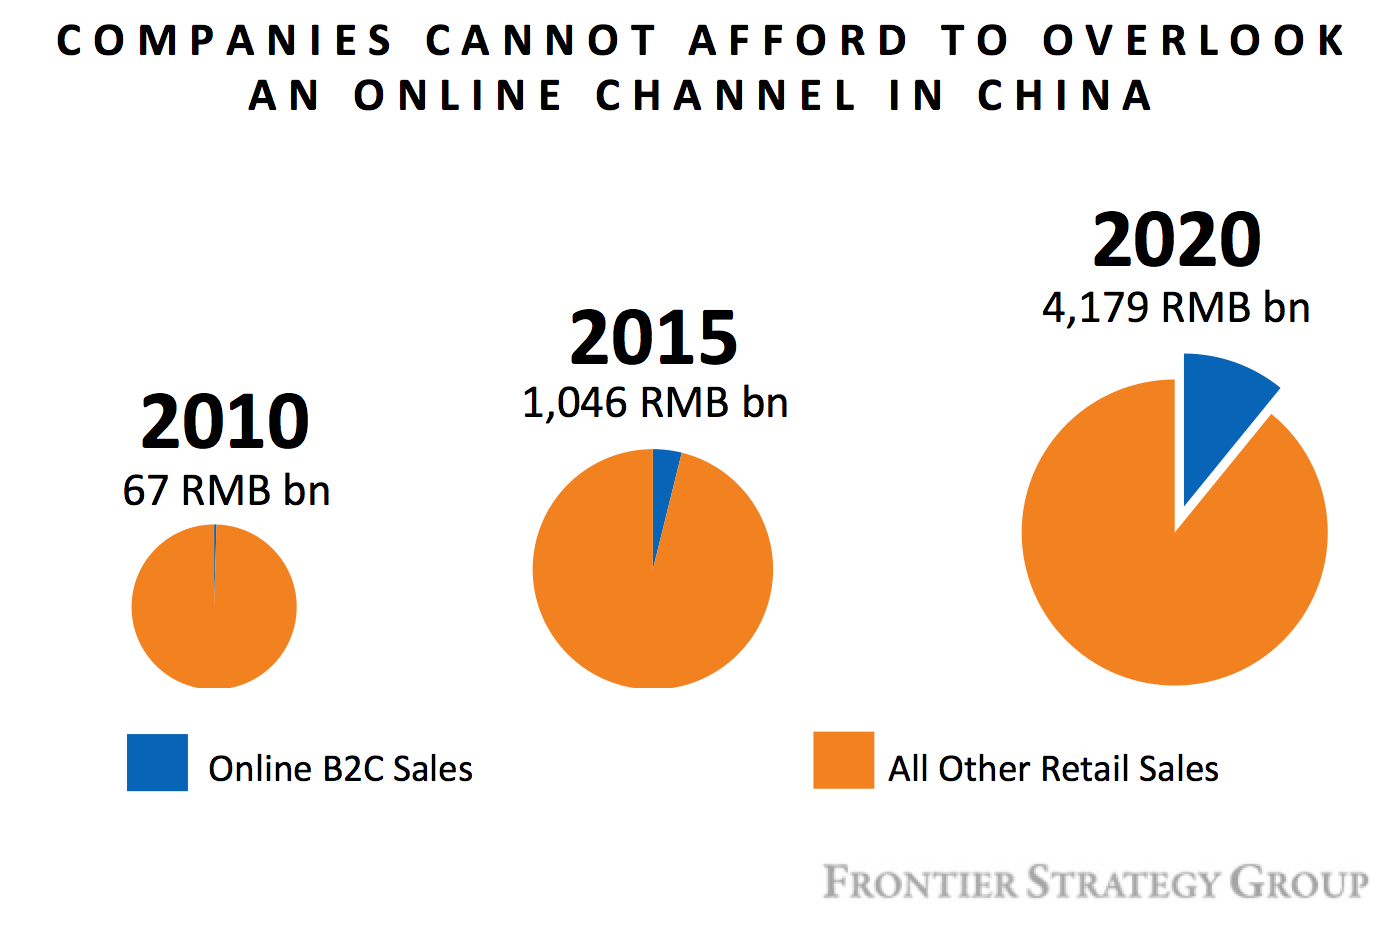 COMPANIES CANNOT AFFORD TO OVERLOOK
AN ONLINE CHANNEL IN CHINA
2010
67 RMB bn
2015
1,046 RMB bn
2020
4,179 RMB bn
Online B2C Sales
All Other Retail Sales
FRONTIER STRATEGY GROUP